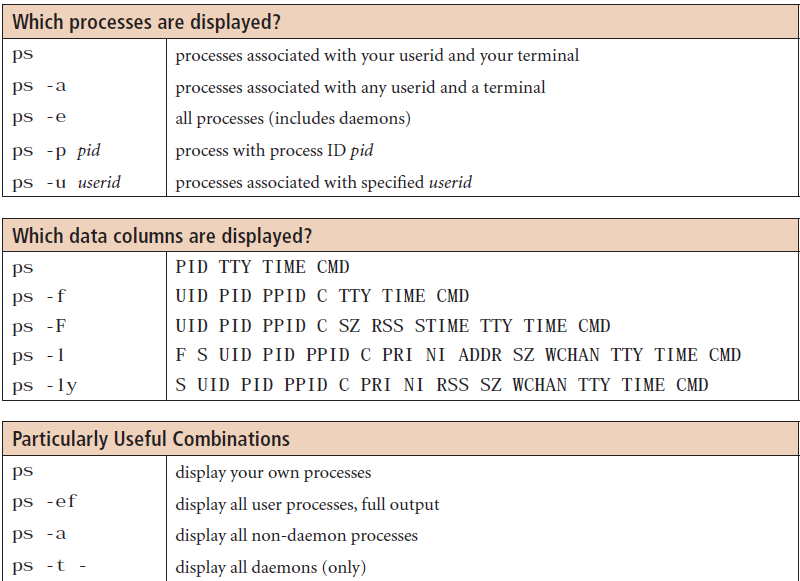 Which processes are displayed?
ps processes associated with your userid and your terminal
ps -a processes associated with any userid and a terminal
ps -e all processes (includes daemons)
ps -p pid process with process ID pid
ps -u userid processes associated with specified userid
Which data columns are displayed?
ps PID TTY TIME CMD
ps -f UID PID PPID C TTY TIME CMD
ps -F UID PID PPID C SZ RSS STIME TTY TIME CMD
ps -l F S UID PID PPID C PRI NI ADDR SZ WCHAN TTY TIME CMD
ps -ly S UID PID PPID C PRI NI RSS SZ WCHAN TTY TIME CMD
Particularly Useful Combinations
ps display your own processes
ps -ef display all user processes, full output
ps -a display all non-daemon processes
ps -t - display all daemons (only)